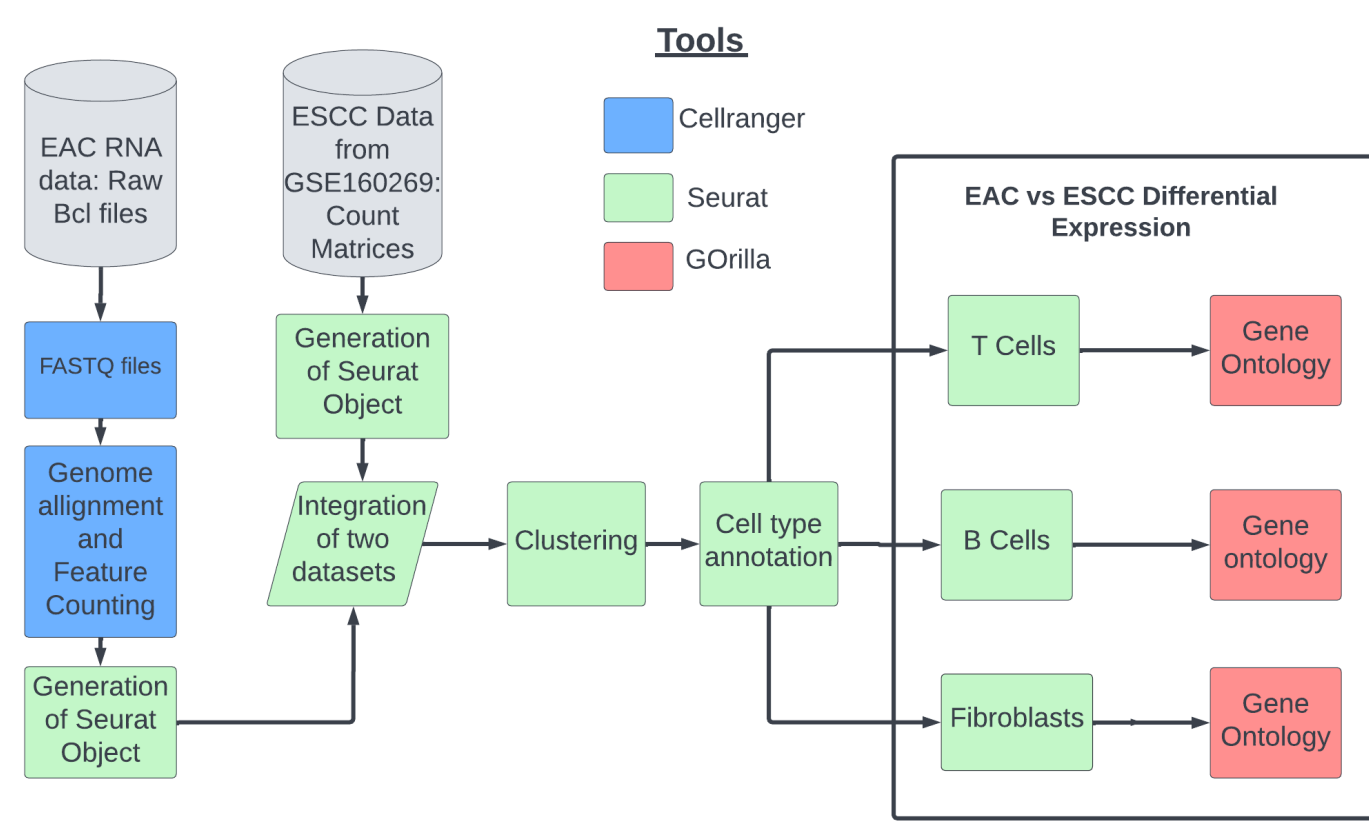 Tools
Cellranger
Seurat
GOrilla
EAC RNA
data: Raw
Bcl files
FASTQ files
Genome
allignment
and
Feature
Counting
Generation
of Seurat
Object
ESCC Data
from
GSE160269:
Count
Matrices
Generation
of Seurat
Object
Integration
of two
datasets
Clustering
Cell type
annotation
EAC vs ESCC Differential
Expression
T Cells
Gene
Ontology
B Cells
Gene
ontology
Fibroblasts
Gene
Ontology